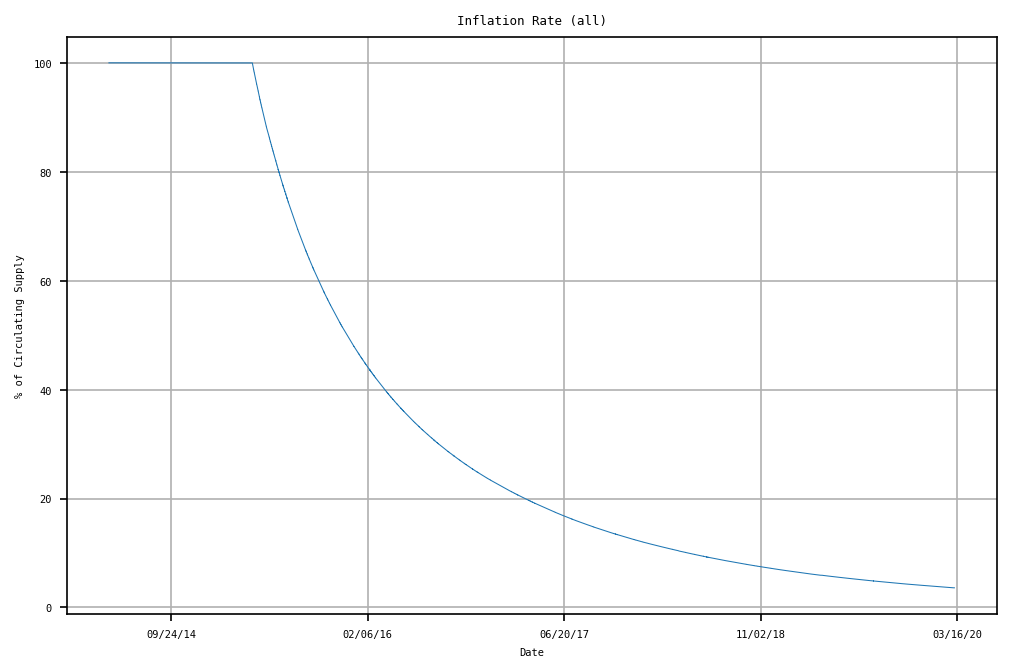 Inflation Rate (all)
% of Circulating Supply
100
80
60
40
20
0
09/24/14 02/06/16 06/20/17 11/02/18 03/16/20
Date